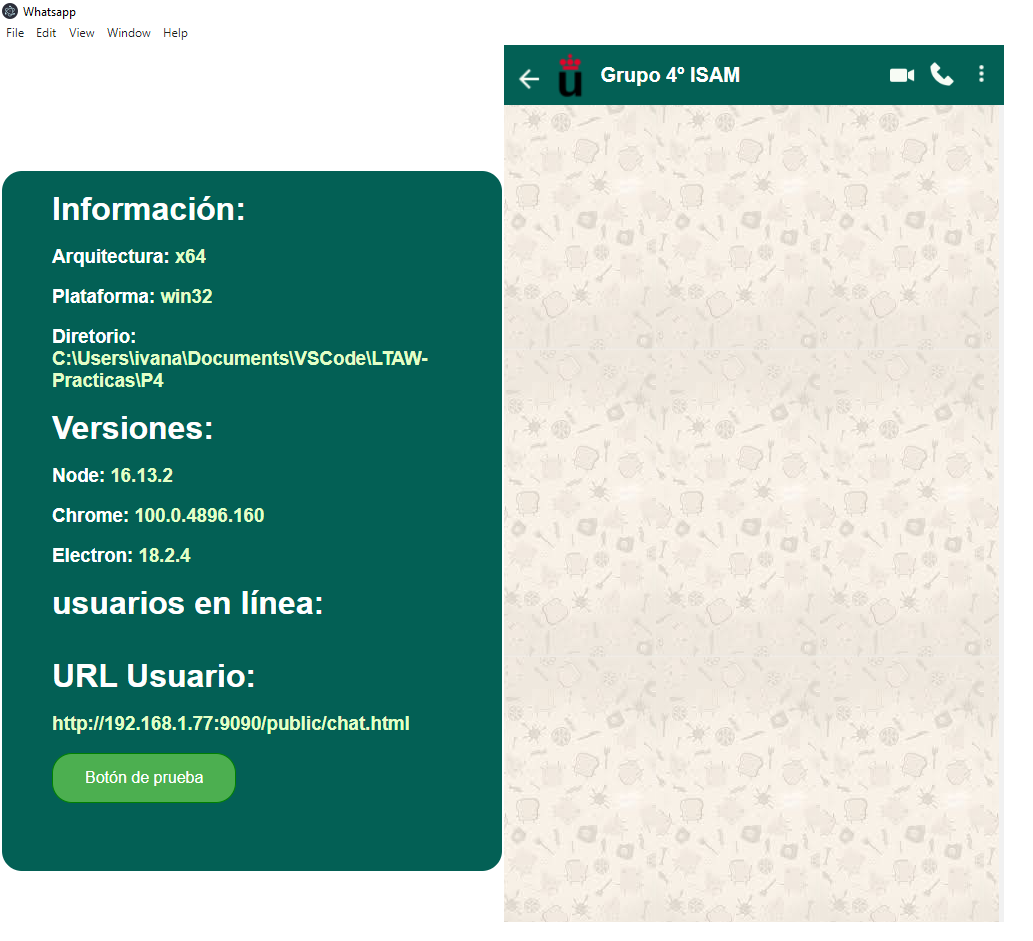 Whatsapp
File Edit View Window Help
Información:
Arquitectura: x64
Plataforma: win32
Diretorio:
C:\Users\ivana\Documents\VSCode\LTAW-
Practicas\P4
Versiones:
Node: 16.13.2
Chrome: 100.0.4896.160
Electron: 18.2.4
usuarios en línea:
URL Usuario:
http://192.168.1.77:9090/public/chat.html
Botón de prueba
u
Grupo 4º ISAM